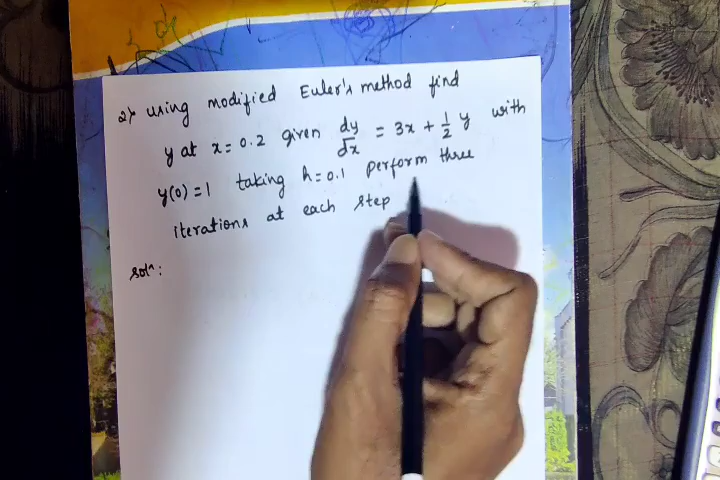 2) Using modified Euler's method find
y at x = 0.2 given dy/dx = 3x + 1/2 y with
y(0) = 1 taking h = 0.1 perform three
iterations at each step
Solⁿ: